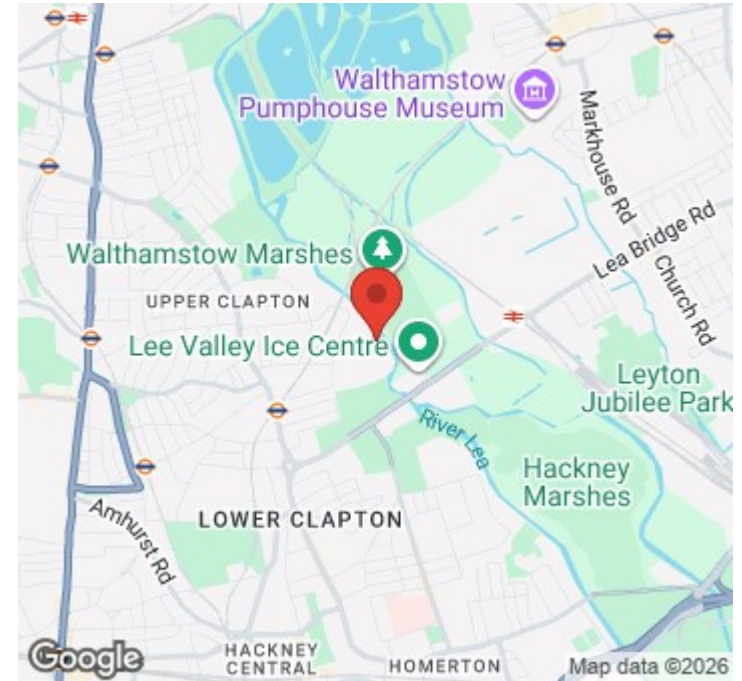 Walthamstow
Pumphouse Museum
Markhouse Rd
Lea Bridge Rd
Church Rd
Walthamstow Marshes
UPPER CLAPTON
Lee Valley Ice Centre
Leyton
Jubilee Park
River Lea
Hackney
Marshes
LOWER CLAPTON
Amhurst Rd
HACKNEY
CENTRAL
HOMERTON
Google
Map data ©2026